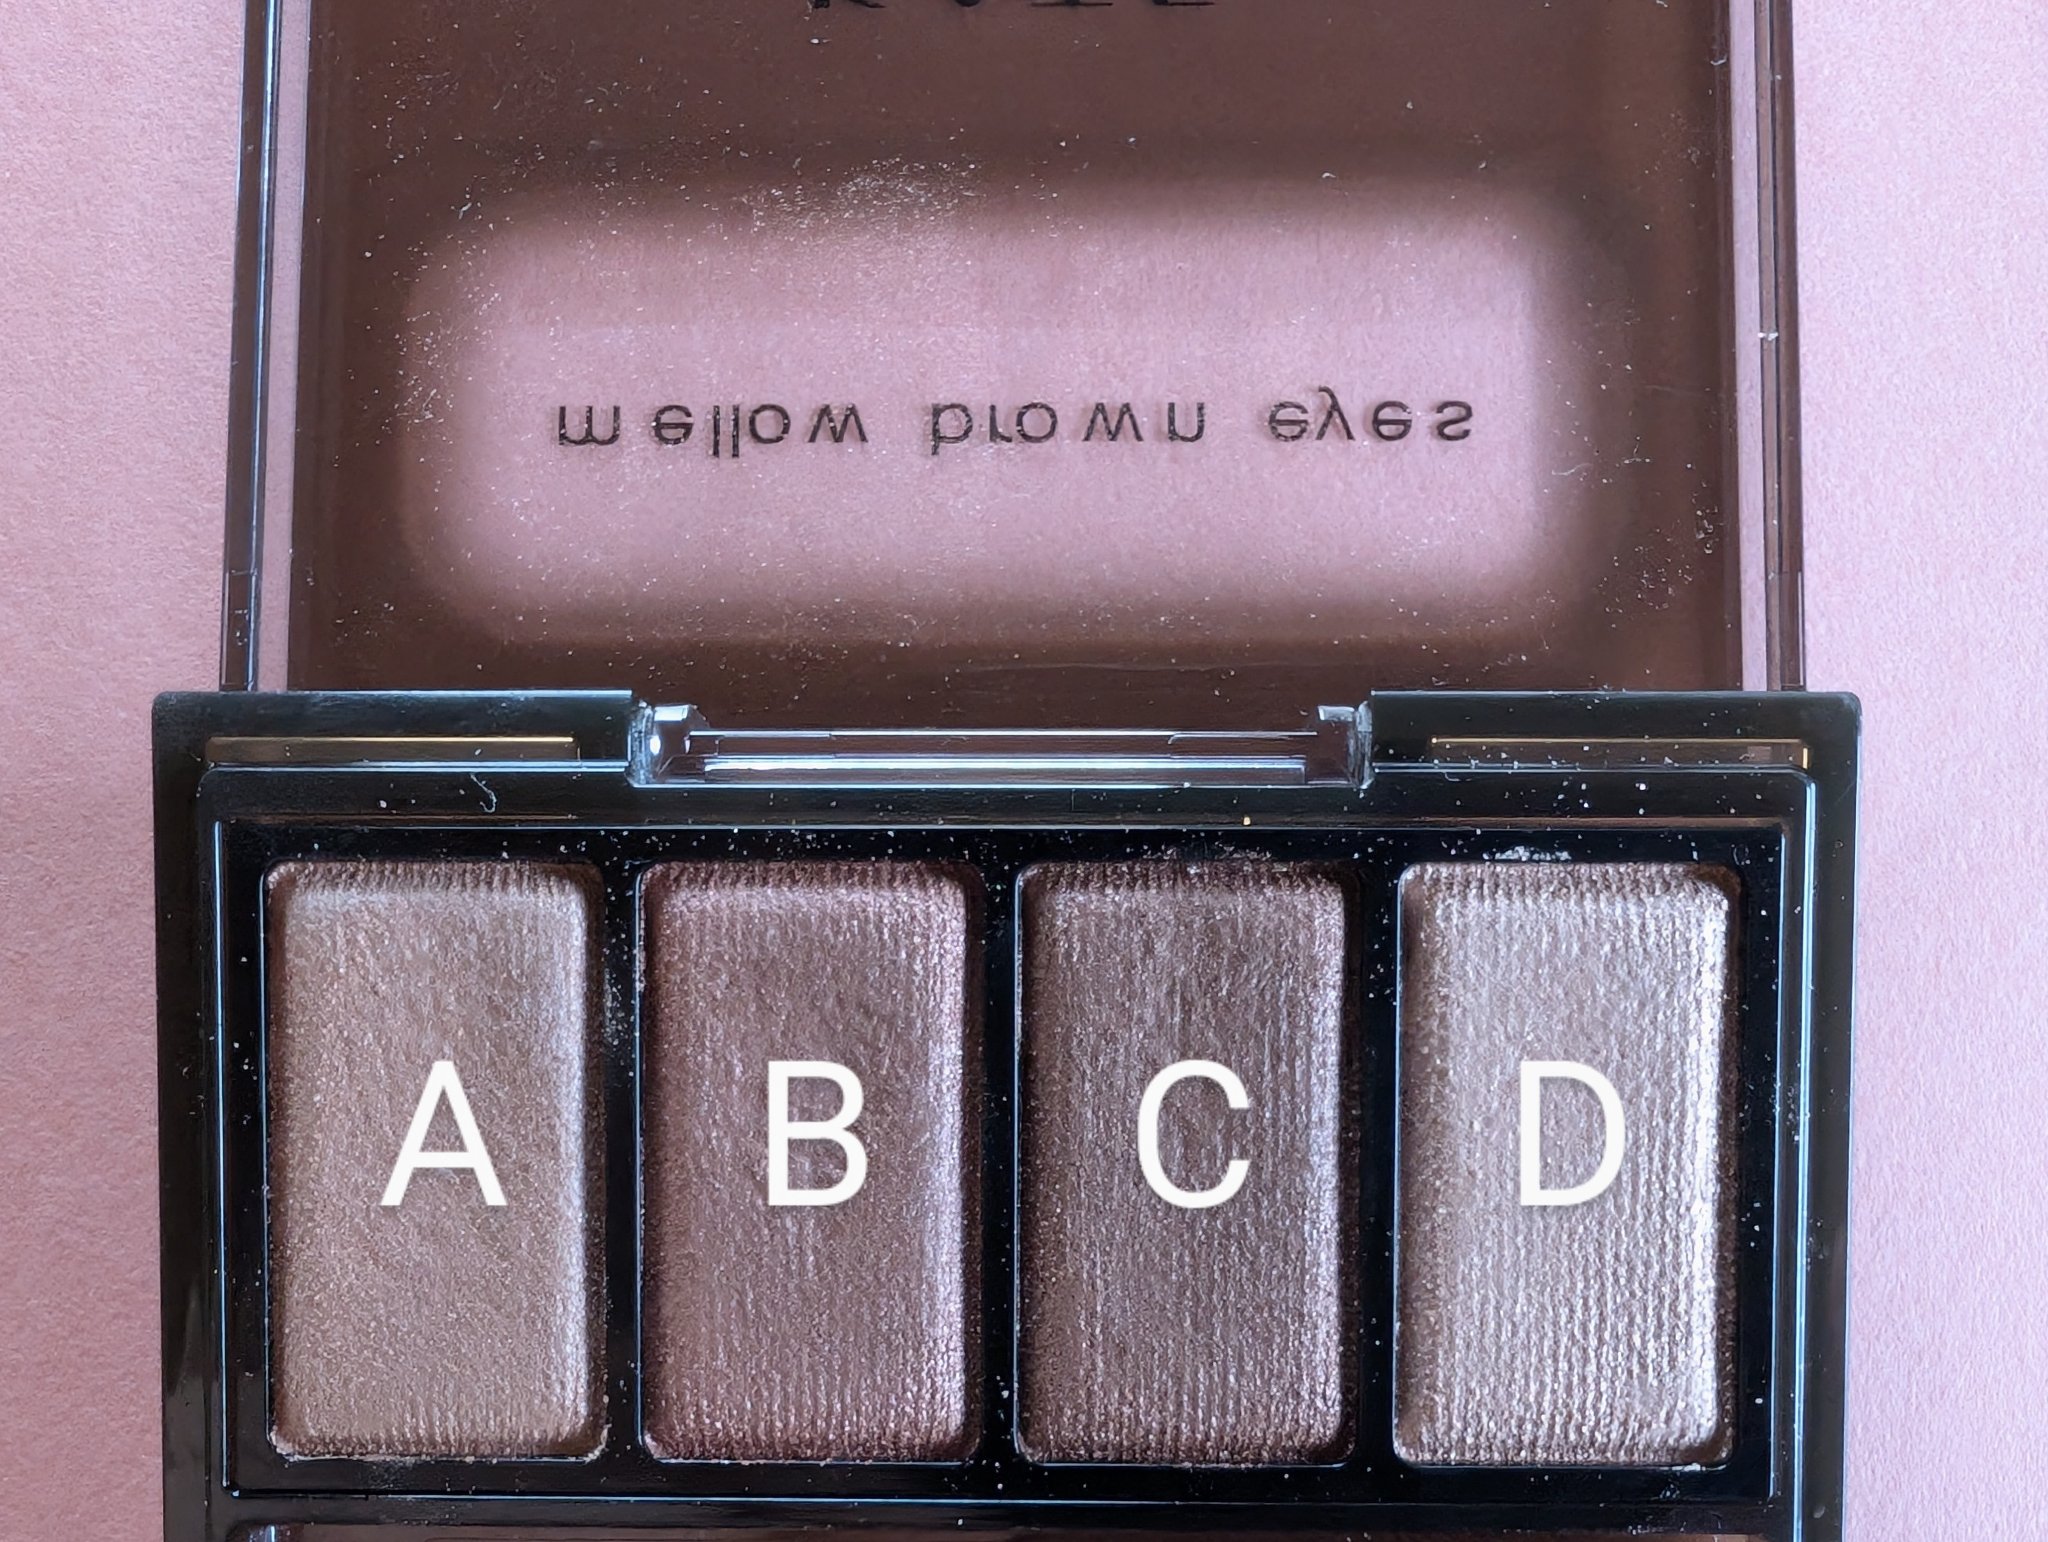 mellow brown eyes
A B C D